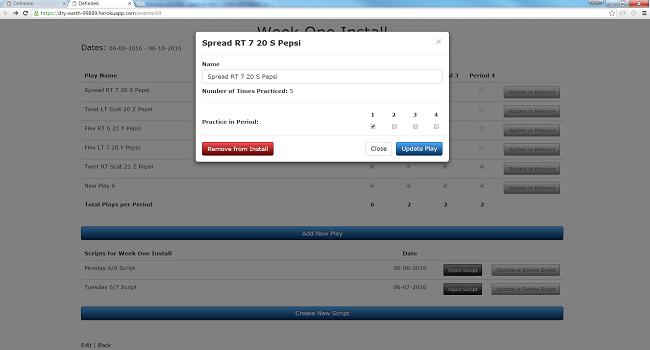 Definite6
Definite6
https://dry-earth-99889.herokuapp.com/events/69
Week One Install
Dates: 06-06-2016 - 06-10-2016
Spread RT 7 20 S Pepsi ×
Name
Spread RT 7 20 S Pepsi
Number of Times Practiced: 5
1 2 3 4
Practice in Period:
Remove from Install Close Update Play
Play Name 3 Period 4
Spread RT 7 20 S Pepsi Update or Remove
Twist LT Scat 20 Z Pepsi Update or Remove
Flex RT 6 21 Y Pepsi Update or Remove
Flex LT 7 20 Y Pepsi Update or Remove
Twist RT Scat 21 Z Pepsi Update or Remove
New Play 6 Update or Remove
Total Plays per Period 6 2 2 2
Add New Play
Scripts for Week One Install Date
Monday 6/6 Script 06-06-2016 Open Script Update or Delete Script
Tuesday 6/7 Script 06-07-2016 Open Script Update or Delete Script
Create New Script
Edit | Back